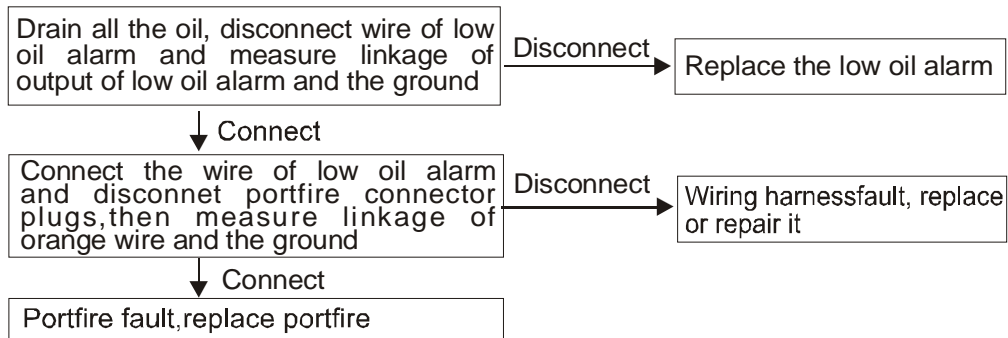 Drain all the oil, disconnect wire of low
oil alarm and measure linkage of
output of low oil alarm and the ground
Disconnect
Replace the low oil alarm
Connect
Connect the wire of low oil alarm
and disconnet portfire connector
plugs,then measure linkage of
orange wire and the ground
Disconnect
Wiring harnessfault, replace
or repair it
Connect
Portfire fault,replace portfire